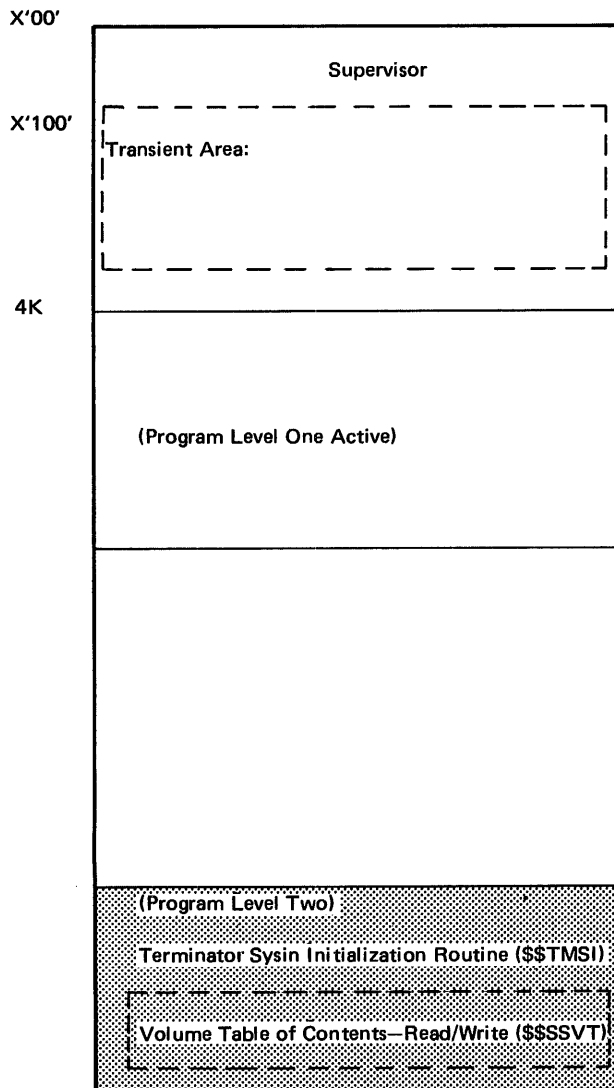 X'00'
Supervisor
X'100'
Transient Area:
4K
(Program Level One Active)
(Program Level Two)
Terminator Sysin Initialization Routine ($$TMSI)
Volume Table of Contents—Read/Write ($$SSVT)